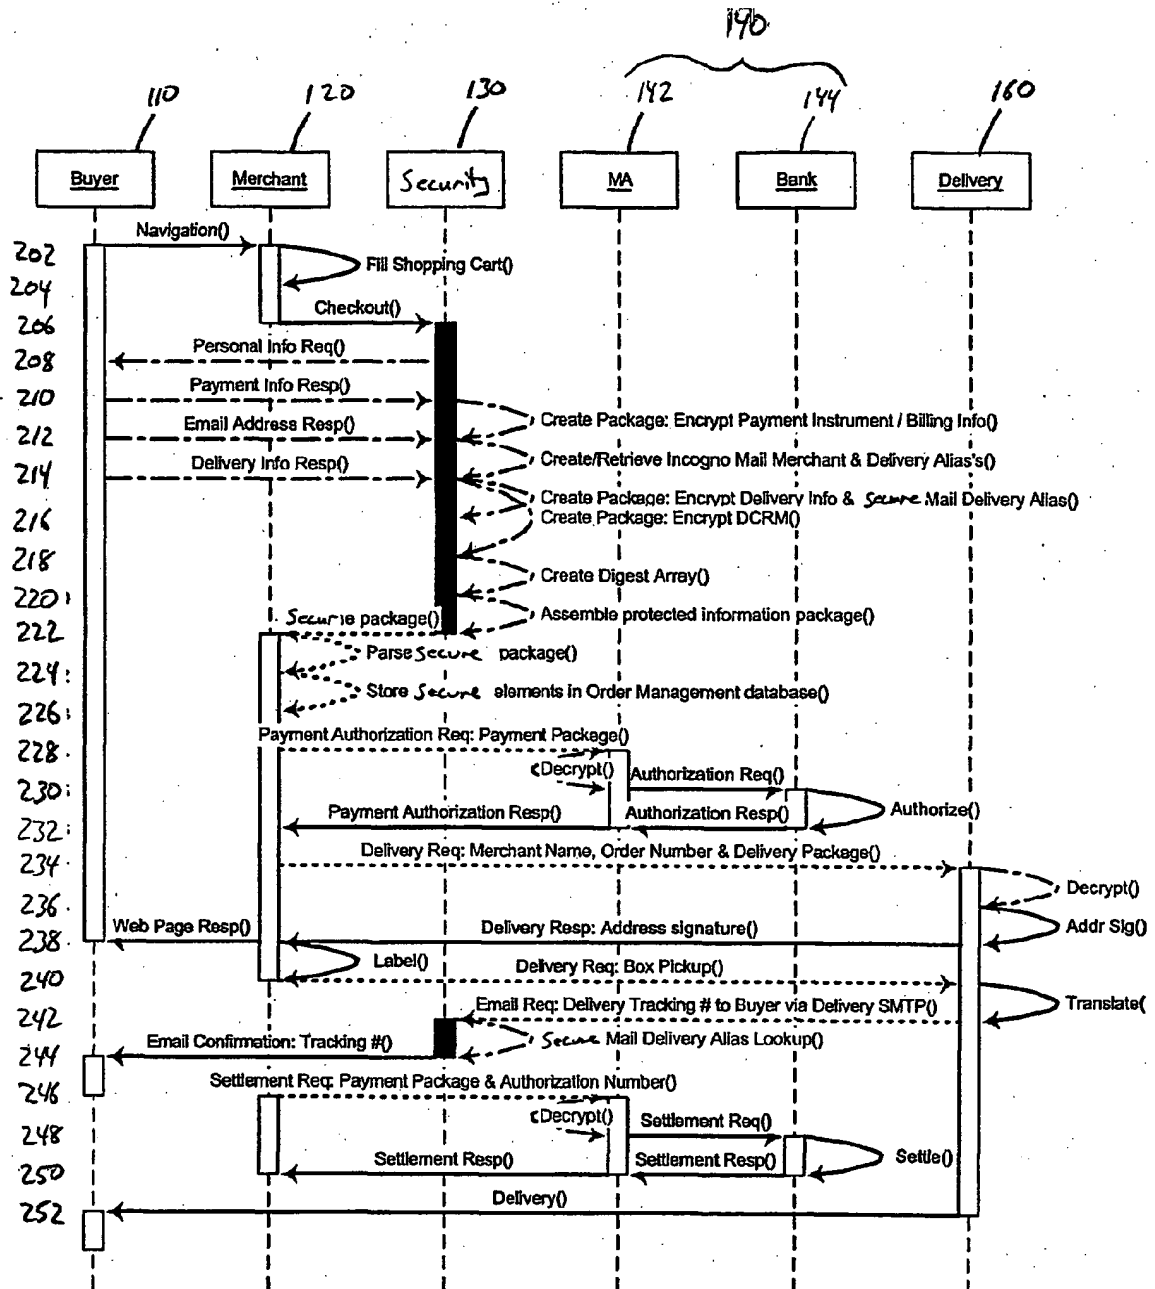 140
110 120 130 142 144 160
Buyer Merchant Security MA Bank Delivery
Navigation()
202
Fill Shopping Cart()
204
Checkout()
206
Personal Info Req()
208
Payment Info Resp()
210
Create Package: Encrypt Payment Instrument / Billing Info()
Email Address Resp()
212
Create/Retrieve Incogno Mail Merchant & Delivery Alias's()
Delivery Info Resp()
214
Create Package: Encrypt Delivery Info & Secure Mail Delivery Alias()
216
Create Package: Encrypt DCRM()
218
Create Digest Array()
220:
Assemble protected information package()
Secure package()
222
Parse Secure package()
224:
Store Secure elements in Order Management database()
226:
Payment Authorization Req: Payment Package()
228.
Decrypt() Authorization Req()
230:
Payment Authorization Resp() Authorization Resp() Authorize()
232:
Delivery Req: Merchant Name, Order Number & Delivery Package()
234
Decrypt()
236.
Web Page Resp() Delivery Resp: Address signature() Addr Sig()
238.
Label() Delivery Req: Box Pickup()
240
Email Req: Delivery Tracking # to Buyer via Delivery SMTP() Translate(
242
Email Confirmation: Tracking #() Secure Mail Delivery Alias Lookup()
244
Settlement Req: Payment Package & Authorization Number()
246
Decrypt() Settlement Req()
248
Settlement Resp() Settlement Resp() Settle()
250
Delivery()
252